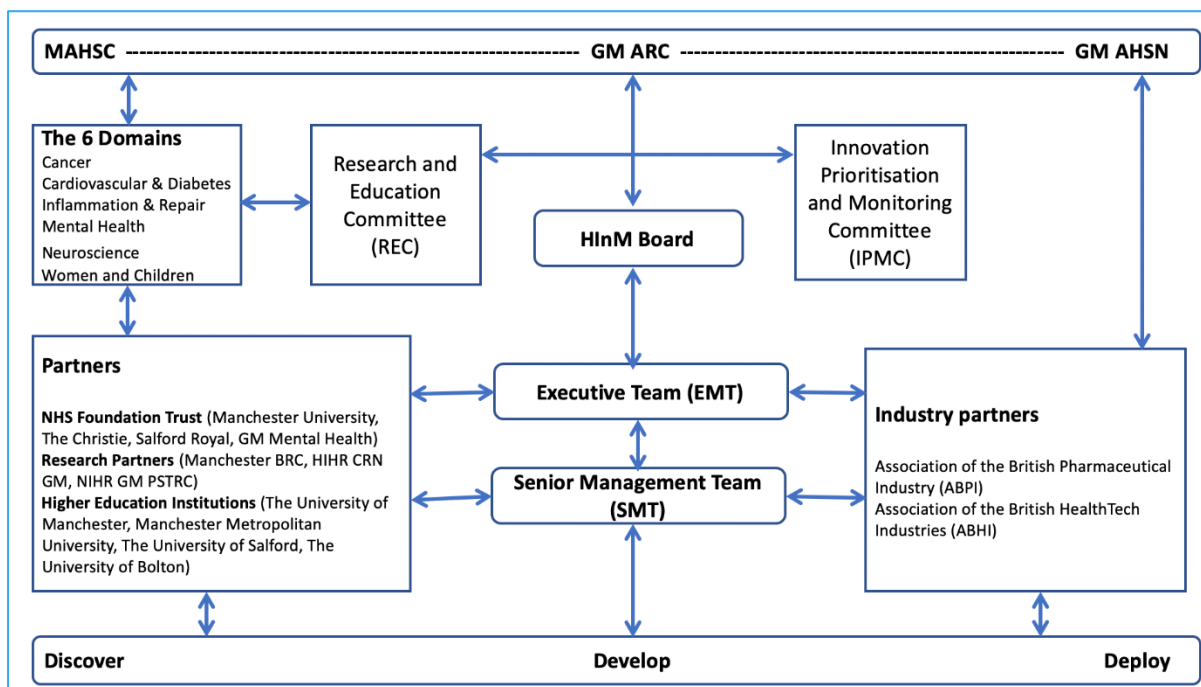 MAHSC ---------- GM ARC ---------- GM AHSN
The 6 Domains
Cancer
Cardiovascular & Diabetes
Inflammation & Repair
Mental Health
Neuroscience
Women and Children
Research and
Education
Committee
(REC)
HInM Board
Innovation
Prioritisation
and Monitoring
Committee
(IPMC)
Partners
NHS Foundation Trust (Manchester University,
The Christie, Salford Royal, GM Mental Health)
Research Partners (Manchester BRC, HIHR CRN
GM, NIHR GM PSTRC)
Higher Education Institutions (The University of
Manchester, Manchester Metropolitan
University, The University of Salford, The
University of Bolton)
Executive Team (EMT)
Senior Management Team
(SMT)
Industry partners
Association of the British Pharmaceutical
Industry (ABPI)
Association of the British HealthTech
Industries (ABHI)
Discover Develop Deploy